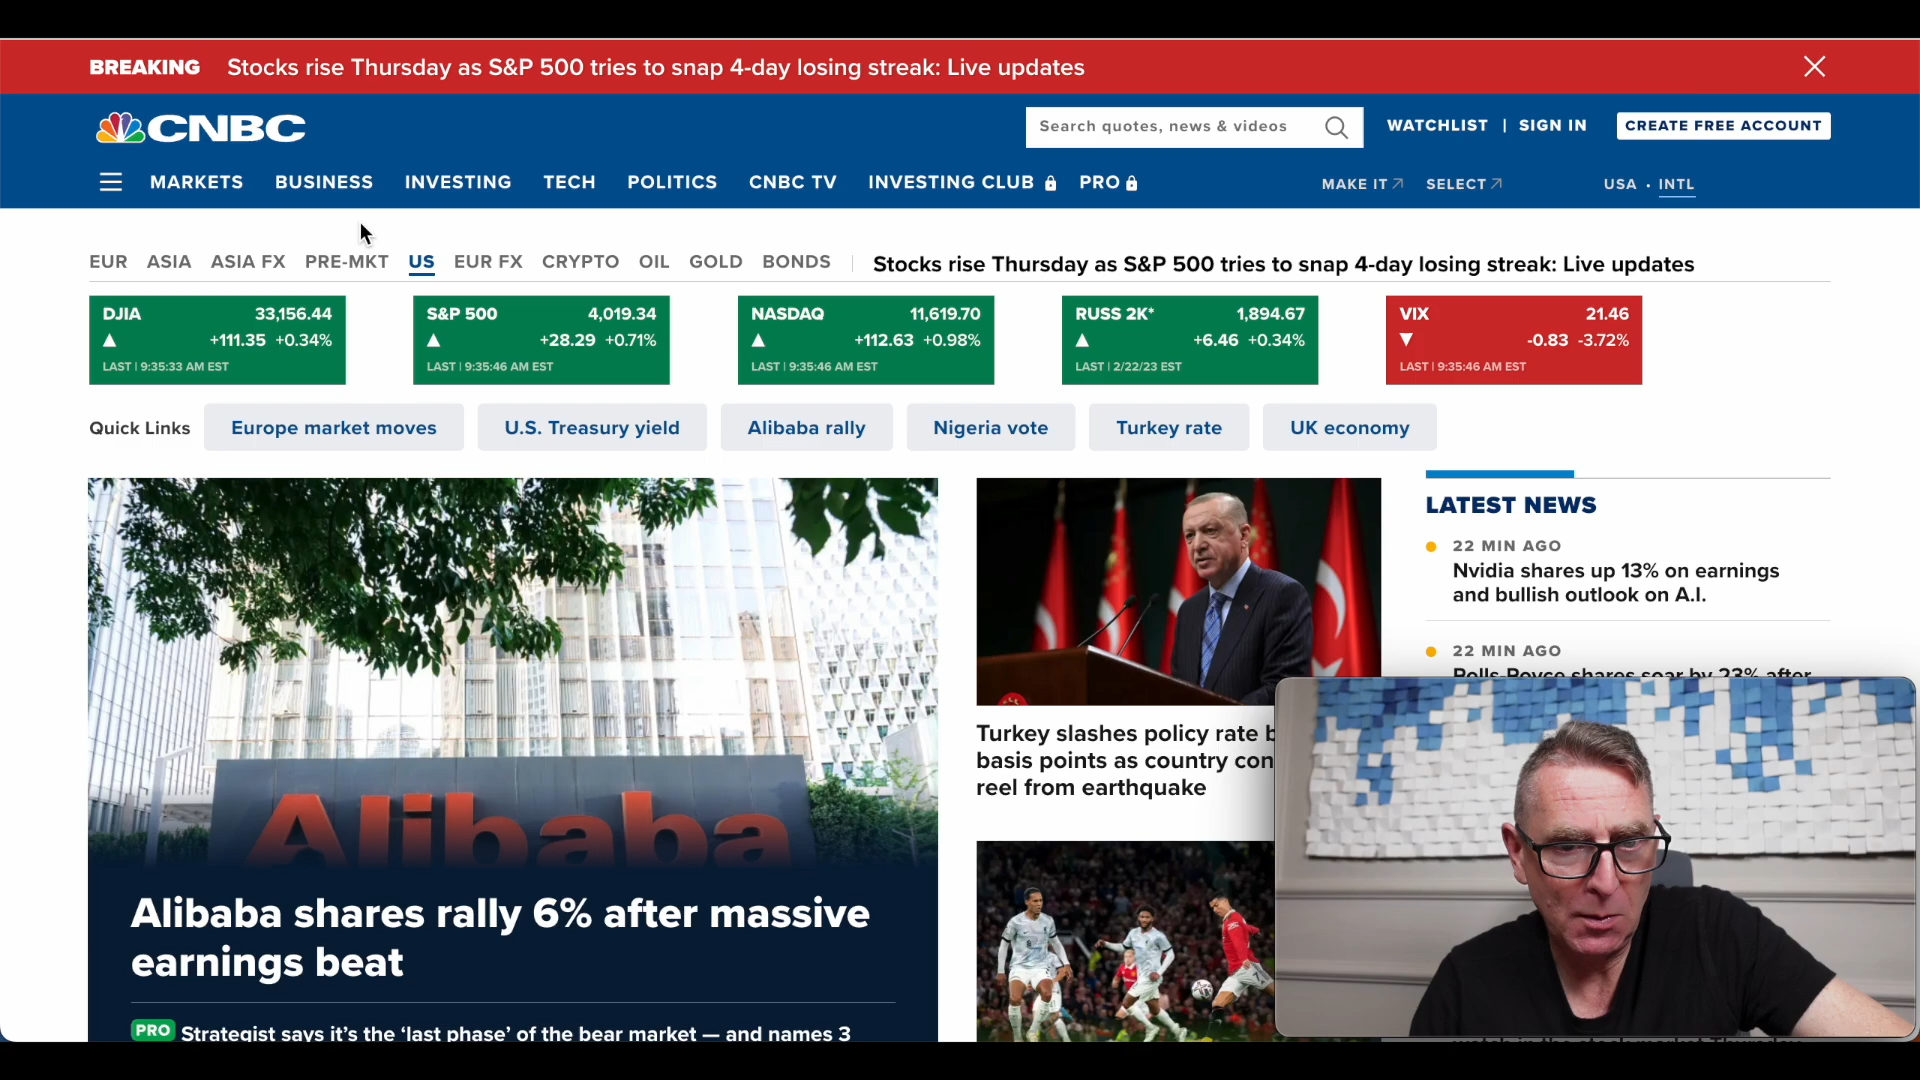 BREAKING Stocks rise Thursday as S&P 500 tries to snap 4-day losing streak: Live updates
CNBC
Search quotes, news & videos
WATCHLIST | SIGN IN
CREATE FREE ACCOUNT
MARKETS BUSINESS INVESTING TECH POLITICS CNBC TV INVESTING CLUB PRO
MAKE IT SELECT USA • INTL
EUR ASIA ASIA FX PRE-MKT US EUR FX CRYPTO OIL GOLD BONDS
Stocks rise Thursday as S&P 500 tries to snap 4-day losing streak: Live updates
DJIA 33,156.44
+111.35 +0.34%
LAST | 9:35:33 AM EST
S&P 500 4,019.34
+28.29 +0.71%
LAST | 9:35:46 AM EST
NASDAQ 11,619.70
+112.63 +0.98%
LAST | 9:35:46 AM EST
RUSS 2K* 1,894.67
+6.46 +0.34%
LAST | 2/22/23 EST
VIX 21.46
-0.83 -3.72%
LAST | 9:35:46 AM EST
Quick Links Europe market moves U.S. Treasury yield Alibaba rally Nigeria vote Turkey rate UK economy
Alibaba
Alibaba shares rally 6% after massive
earnings beat
PRO Strategist says it’s the ‘last phase’ of the bear market — and names 3
Turkey slashes policy rate
basis points as country
reel from earthquake
LATEST NEWS
22 MIN AGO
Nvidia shares up 13% on earnings
and bullish outlook on A.I.
22 MIN AGO
Rolls-Royce shares soar by 23% after